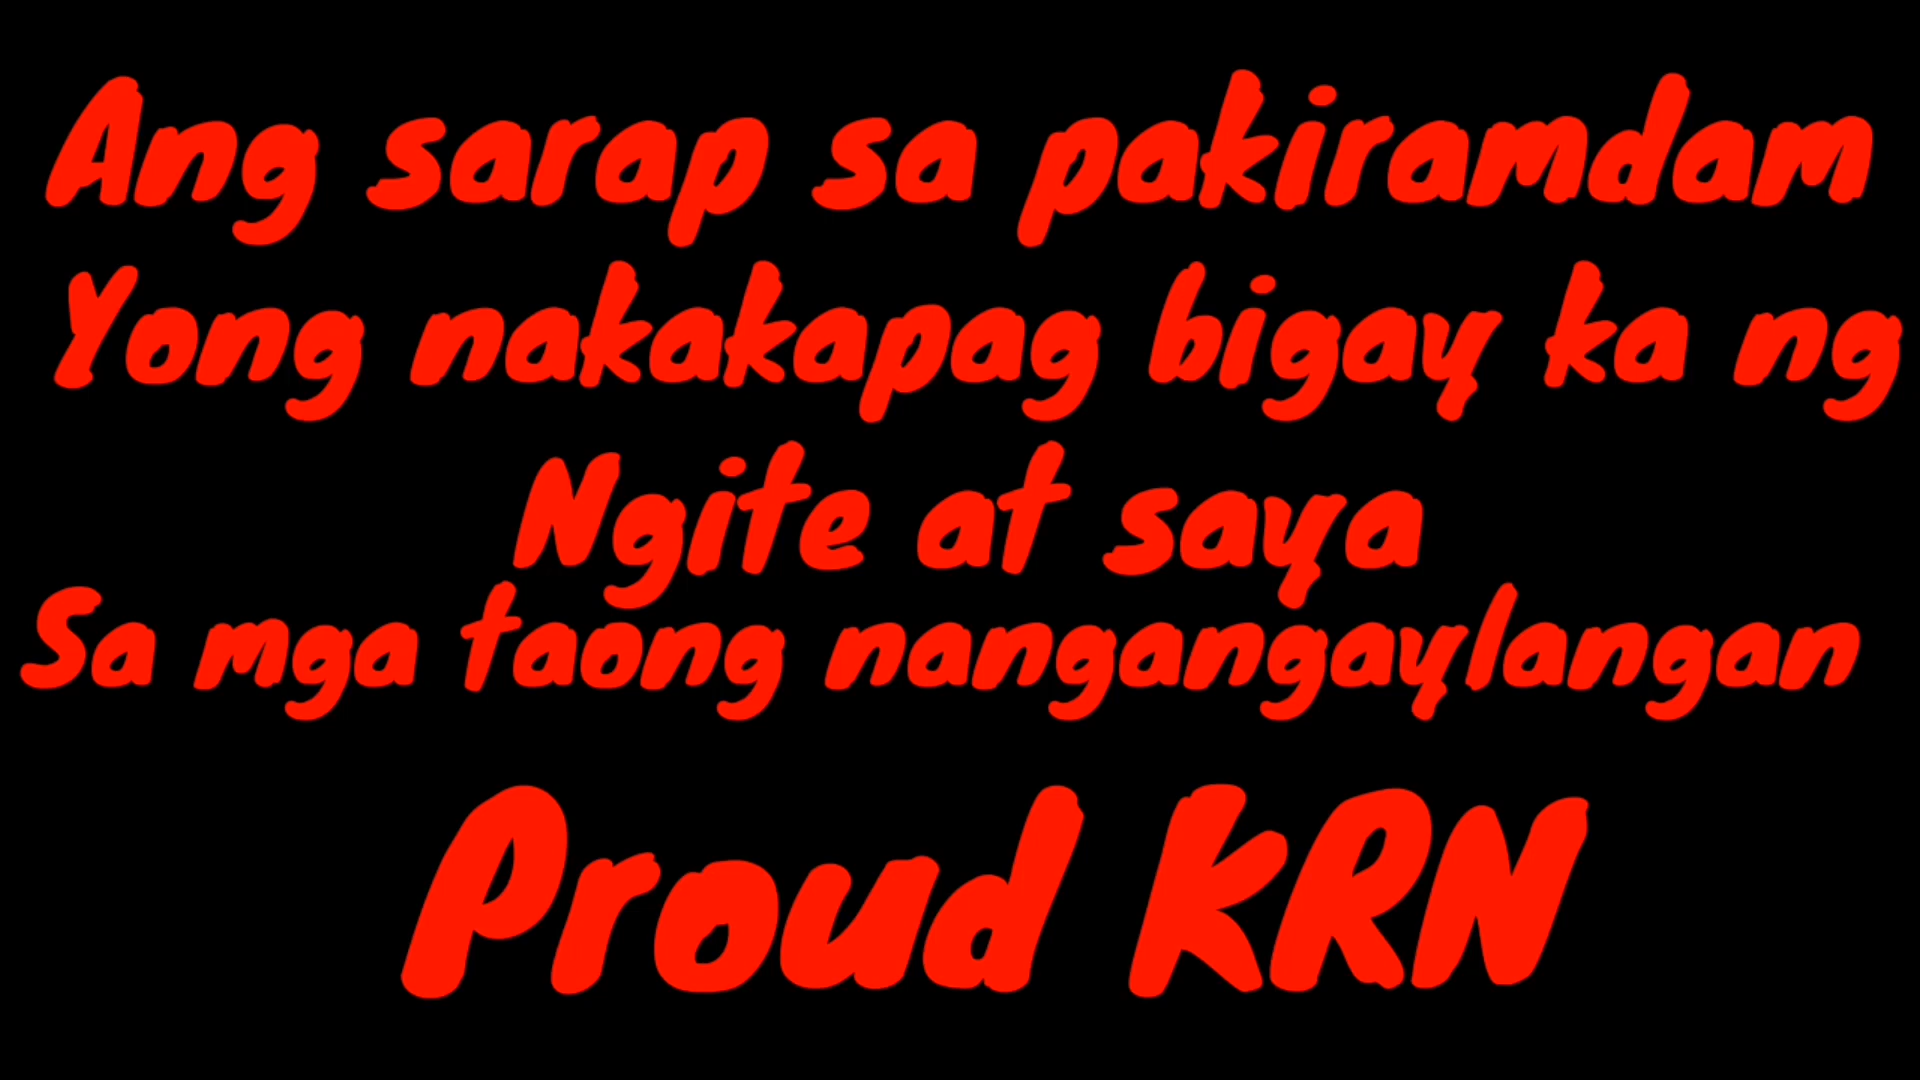 Ang sarap sa pakiramdam
Yong nakakapag bigay ka ng
Ngite at saya
Sa mga taong nangangaylangan
Proud KRN